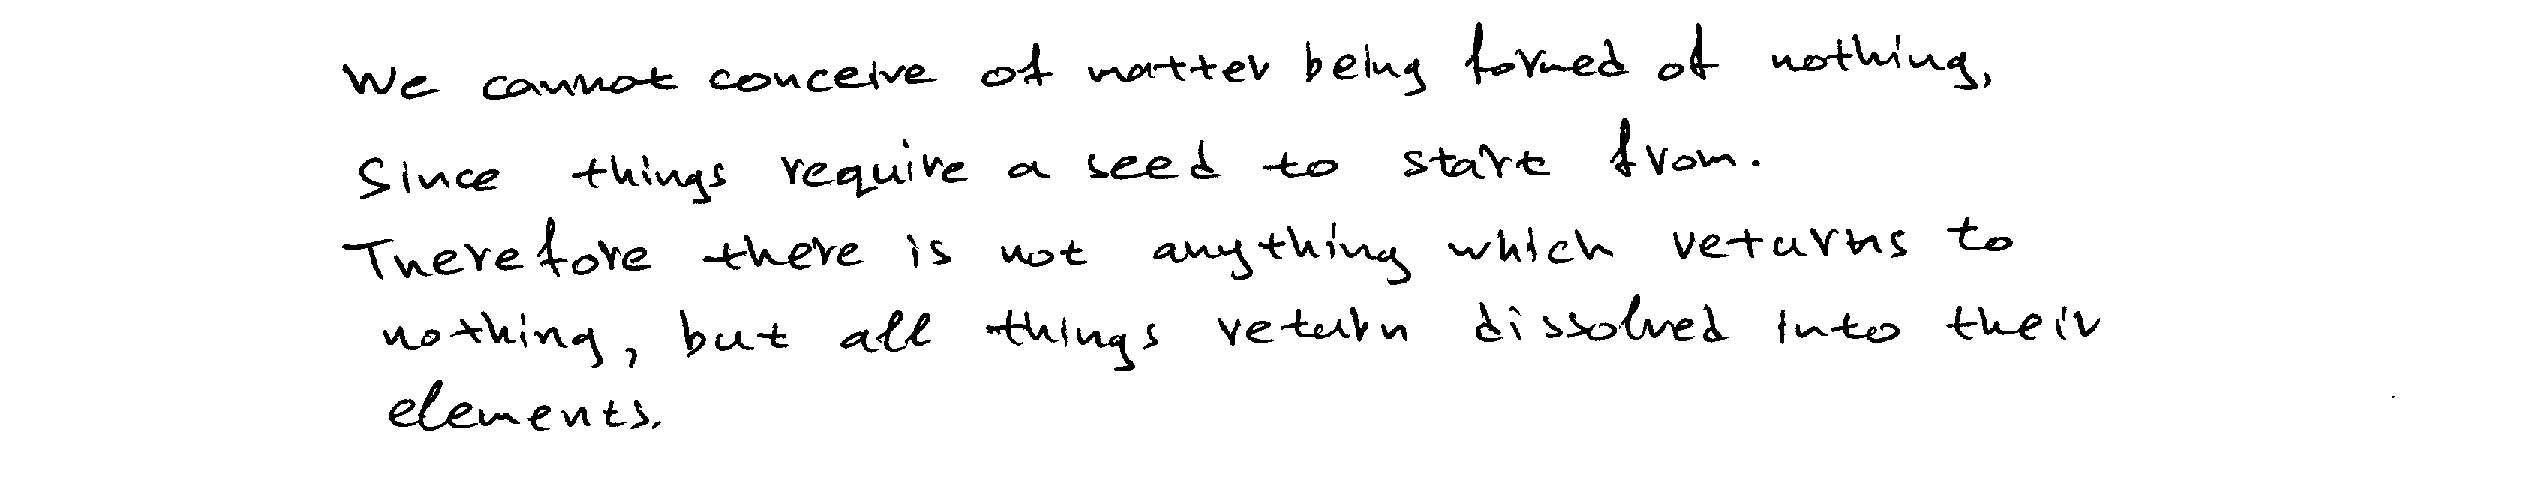 We cannot conceive of matter being formed of nothing,
Since things require a seed to start from.
Therefore there is not anything which returns to
nothing, but all things return dissolved into their
elements.